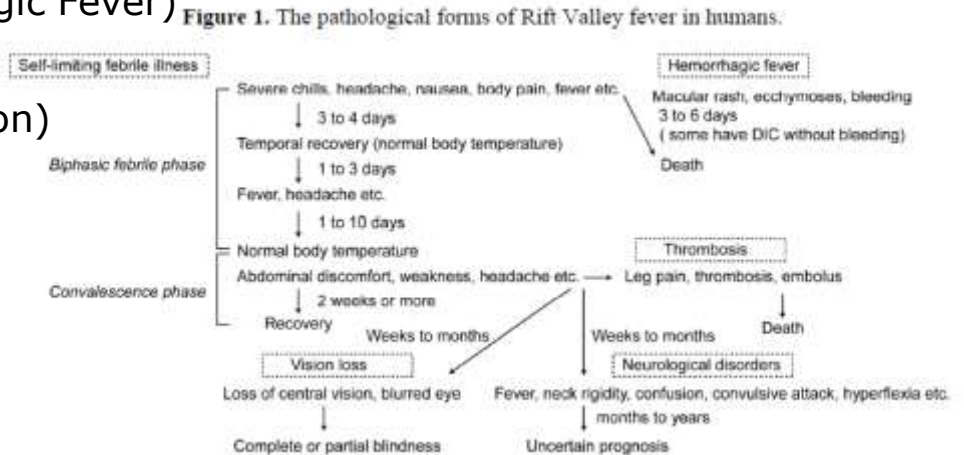 gic Fever)
on)
Figure 1. The pathological forms of Rift Valley fever in humans.
Self-limiting febrile illness
Hemorrhagic fever
Severe chills, headache, nausea, body pain, fever etc.
Macular rash, ecchymoses, bleeding
3 to 6 days
( some have DIC without bleeding)
Death
3 to 4 days
Temporal recovery (normal body temperature)
Biphasic febrile phase
1 to 3 days
Fever, headache etc.
1 to 10 days
Normal body temperature
Thrombosis
Abdominal discomfort, weakness, headache etc.
Leg pain, thrombosis, embolus
Convalescence phase
2 weeks or more
Recovery
Death
Weeks to months
Weeks to months
Vision loss
Neurological disorders
Loss of central vision, blurred eye
Fever, neck rigidity, confusion, convulsive attack, hyperflexia etc.
months to years
Complete or partial blindness
Uncertain prognosis